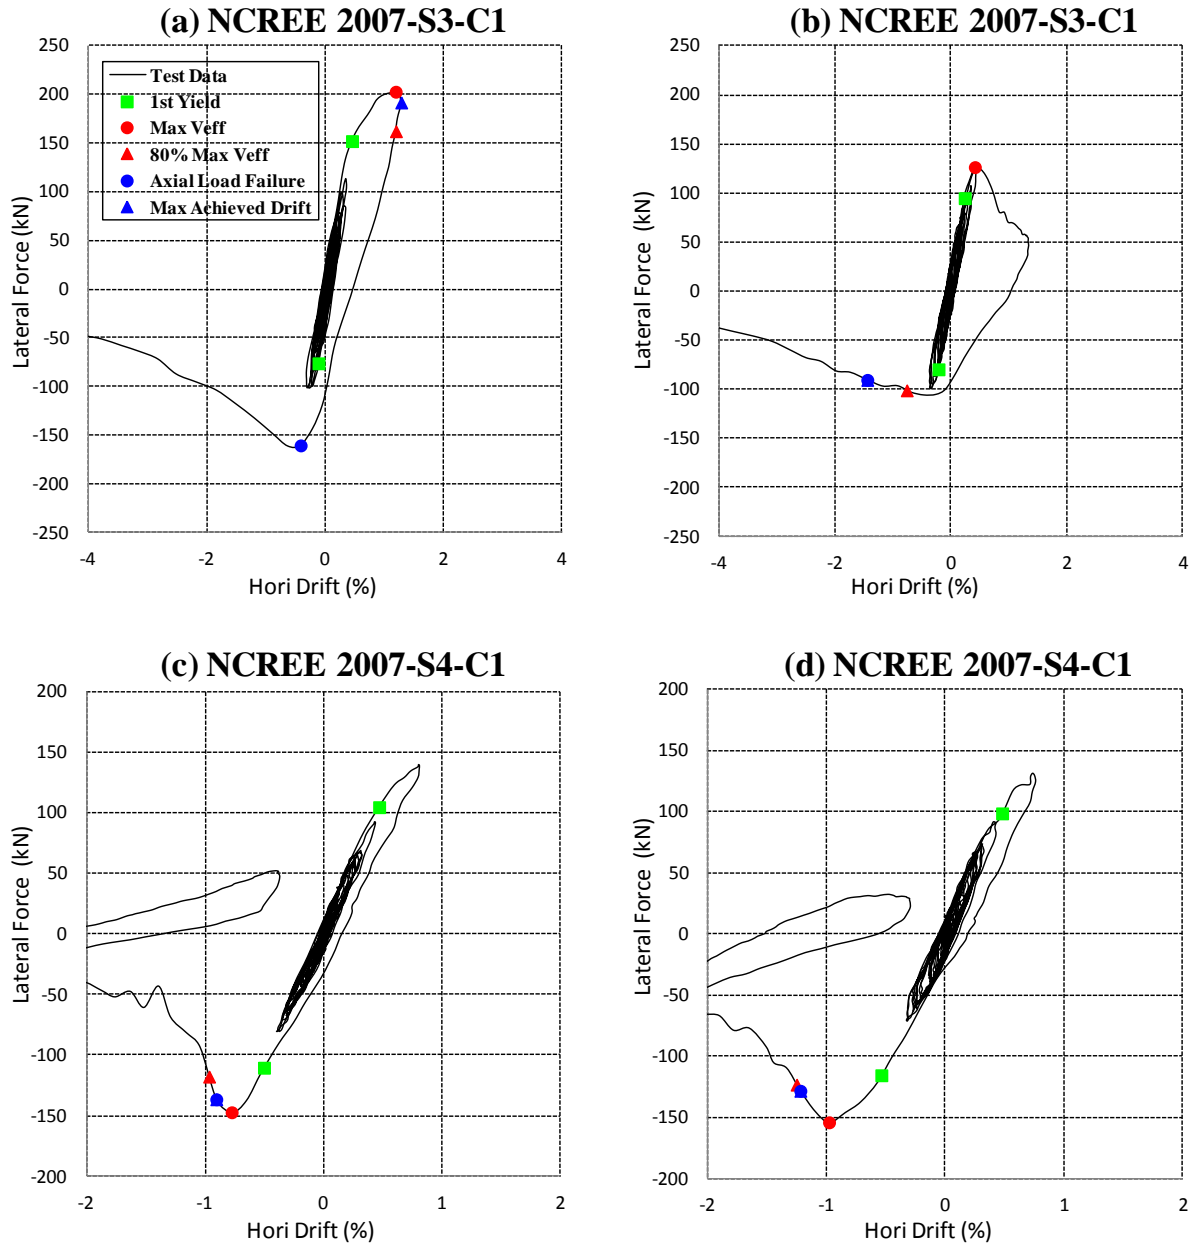 (a) NCREE 2007-S3-C1
250
200
150
100
50
0
-50
-100
-150
-200
-250
Lateral Force (kN)
Test Data
1st Yield
Max Veff
80% Max Veff
Axial Load Failure
Max Achieved Drift
-4 -2 0 2 4
Hori Drift (%)
(b) NCREE 2007-S3-C1
250
200
150
100
50
0
-50
-100
-150
-200
-250
Lateral Force (kN)
-4 -2 0 2 4
Hori Drift (%)
(c) NCREE 2007-S4-C1
200
150
100
50
0
-50
-100
-150
-200
Lateral Force (kN)
-2 -1 0 1 2
Hori Drift (%)
(d) NCREE 2007-S4-C1
200
150
100
50
0
-50
-100
-150
-200
Lateral Force (kN)
-2 -1 0 1 2
Hori Drift (%)